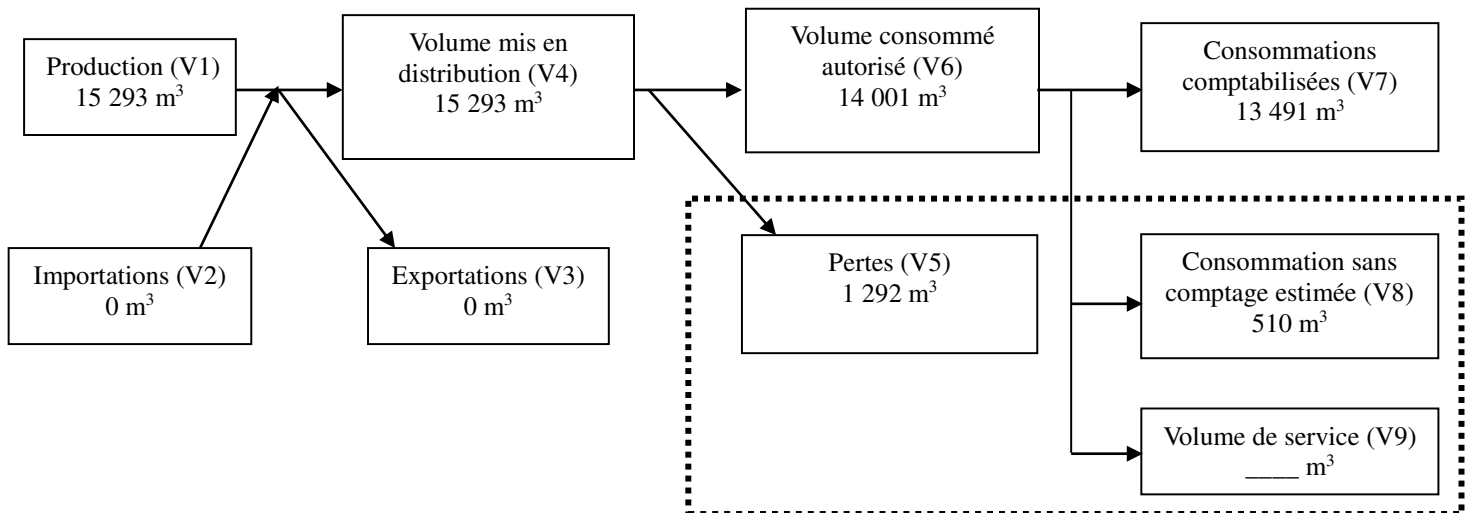 Production (V1)
15 293 m³
Volume mis en
distribution (V4)
15 293 m³
Volume consommé
autorisé (V6)
14 001 m³
Consommations
comptabilisées (V7)
13 491 m³
Importations (V2)
0 m³
Exportations (V3)
0 m³
Pertes (V5)
1 292 m³
Consommation sans
comptage estimée (V8)
510 m³
Volume de service (V9)
____ m³